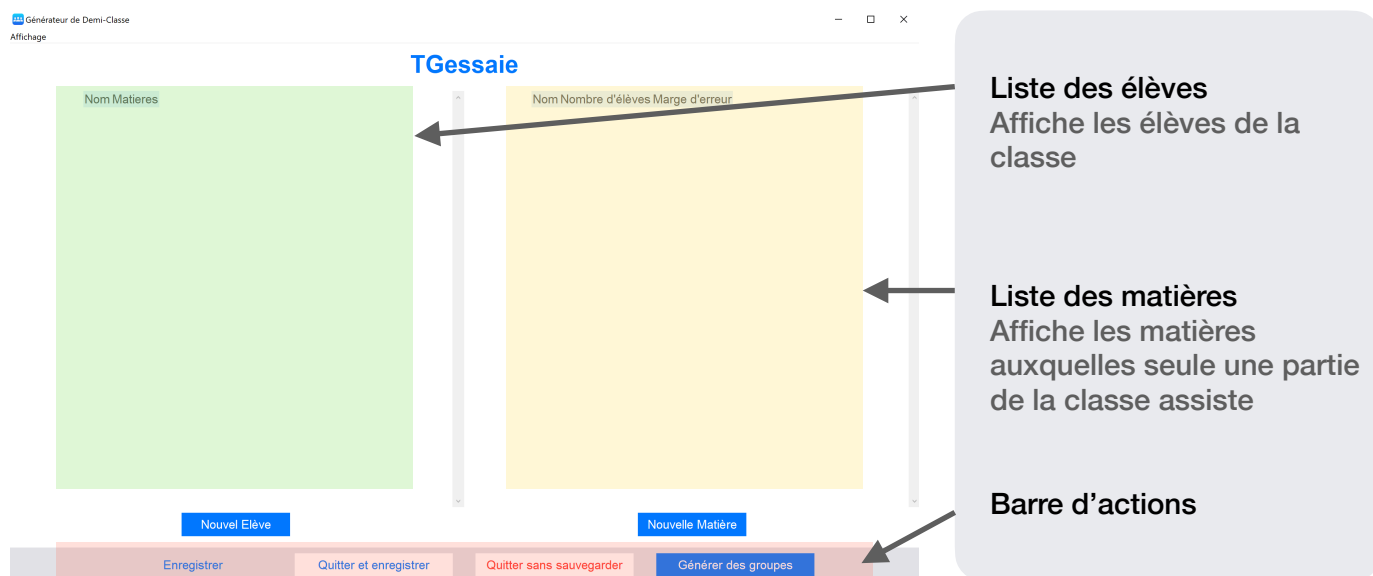 Générateur de Demi-Classe
Affichage
TGessaie
Nom Matieres
Nom Nombre d'élèves Marge d'erreur
Nouvel Elève
Nouvelle Matière
Enregistrer
Quitter et enregistrer
Quitter sans sauvegarder
Générer des groupes
Liste des élèves
Affiche les élèves de la
classe
Liste des matières
Affiche les matières
auxquelles seule une partie
de la classe assiste
Barre d’actions